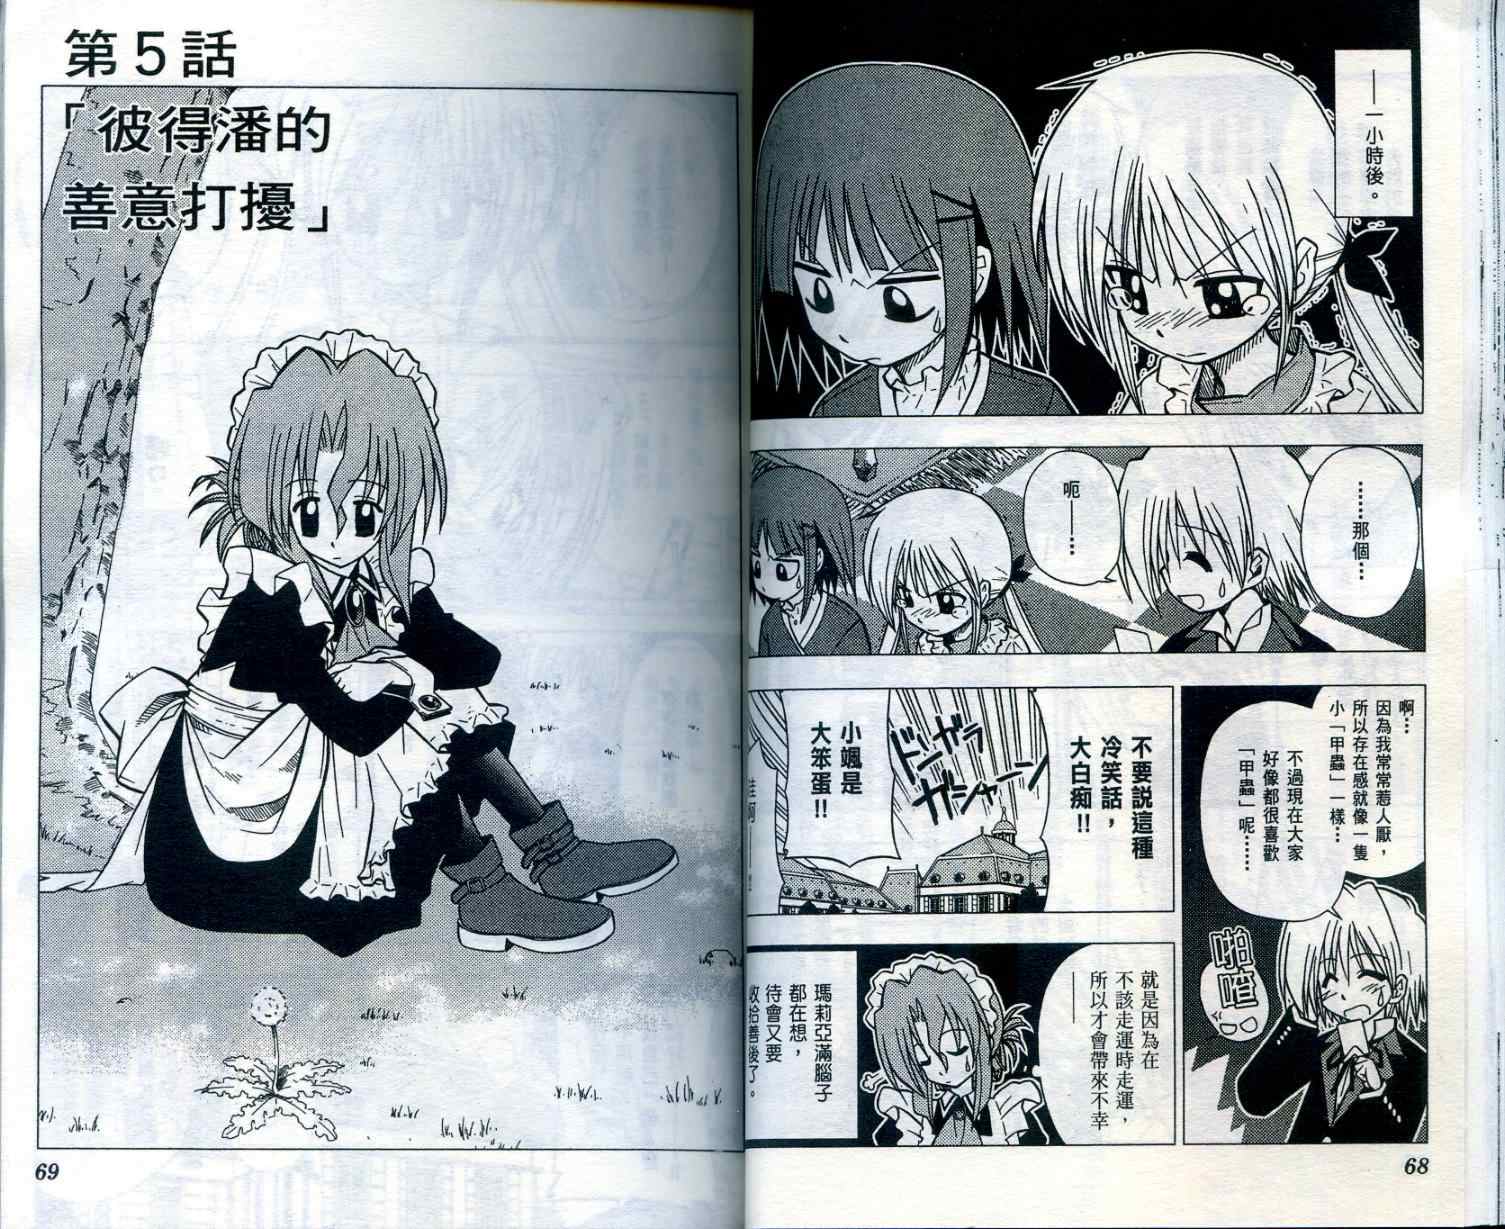 ——一小時後。
……那個…
呃——…
啊…
因為我常常惹人厭，
所以存在感就像一隻
小「甲蟲」一樣…
不過現在大家
好像都很喜歡
「甲蟲」呢……
啪喳
不要說這種
冷笑話，
大白痴!!
ドンガラ
ガシャーン
小颯是
大笨蛋!!
就是因為在
不該走運時走運，
所以才會帶來不幸
——
瑪莉亞滿腦子
都在想，
待會又要
收拾善後了。
68
第５話
「彼得潘的
善意打擾」
69